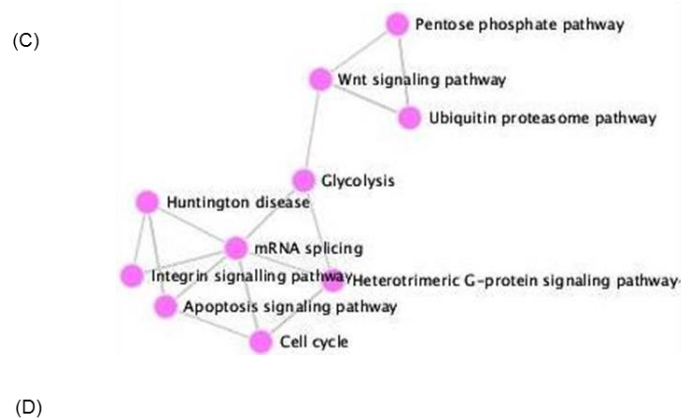 (C)
Pentose phosphate pathway
Wnt signaling pathway
Ubiquitin proteasome pathway
Glycolysis
Huntington disease
mRNA splicing
Integrin signalling pathway
Heterotrimeric G-protein signaling pathway
Apoptosis signaling pathway
Cell cycle
(D)